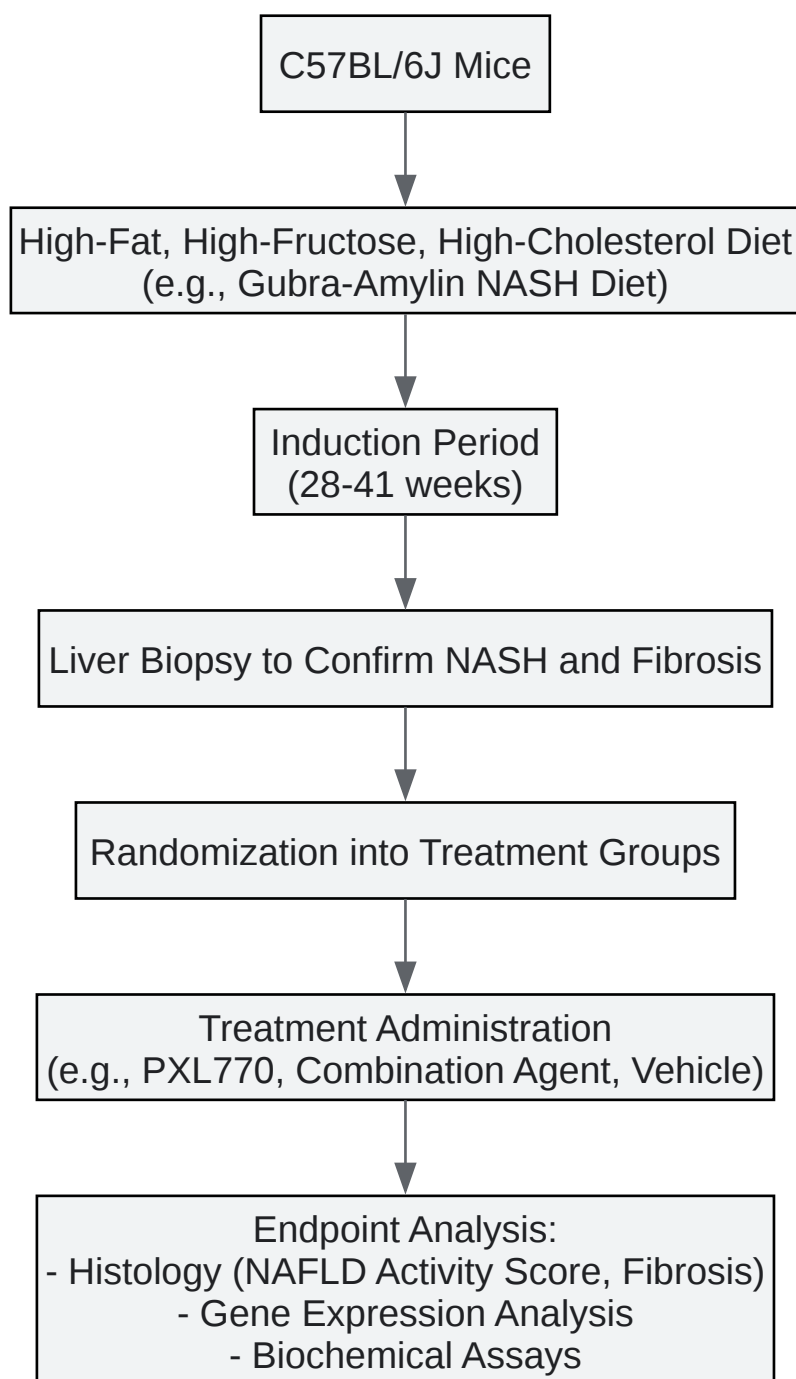 C57BL/6J Mice
High-Fat, High-Fructose, High-Cholesterol Diet
(e.g., Gubra-Amylin NASH Diet)
Induction Period
(28-41 weeks)
Liver Biopsy to Confirm NASH and Fibrosis
Randomization into Treatment Groups
Treatment Administration
(e.g., PXL770, Combination Agent, Vehicle)
Endpoint Analysis:
- Histology (NAFLD Activity Score, Fibrosis)
- Gene Expression Analysis
- Biochemical Assays